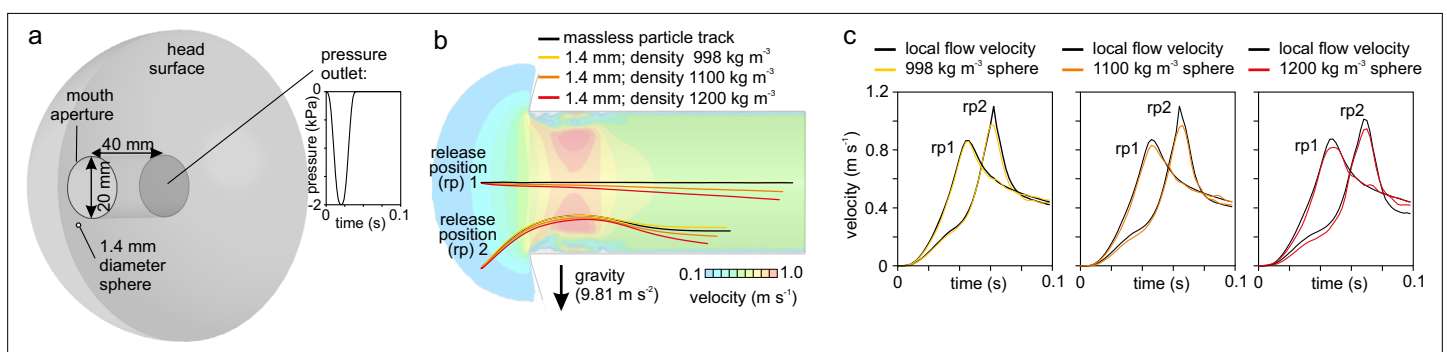 a
head
surface
mouth
aperture
40 mm
20 mm
1.4 mm
diameter
sphere
pressure
outlet:
0
pressure (kPa)
-2
0
0.1
time (s)
b
massless particle track
1.4 mm; density 998 kg m-3
1.4 mm; density 1100 kg m-3
1.4 mm; density 1200 kg m-3
release
position
(rp) 1
release
position
(rp) 2
gravity
(9.81 m s-2)
0.1
1.0
velocity (m s-1)
c
local flow velocity
998 kg m-3 sphere
local flow velocity
1100 kg m-3 sphere
local flow velocity
1200 kg m-3 sphere
1.2
0.8
0.4
0
velocity (m s-1)
rp1
rp2
0
0.1
time (s)
rp1
rp2
0
0.1
time (s)
rp1
rp2
0
0.1
time (s)